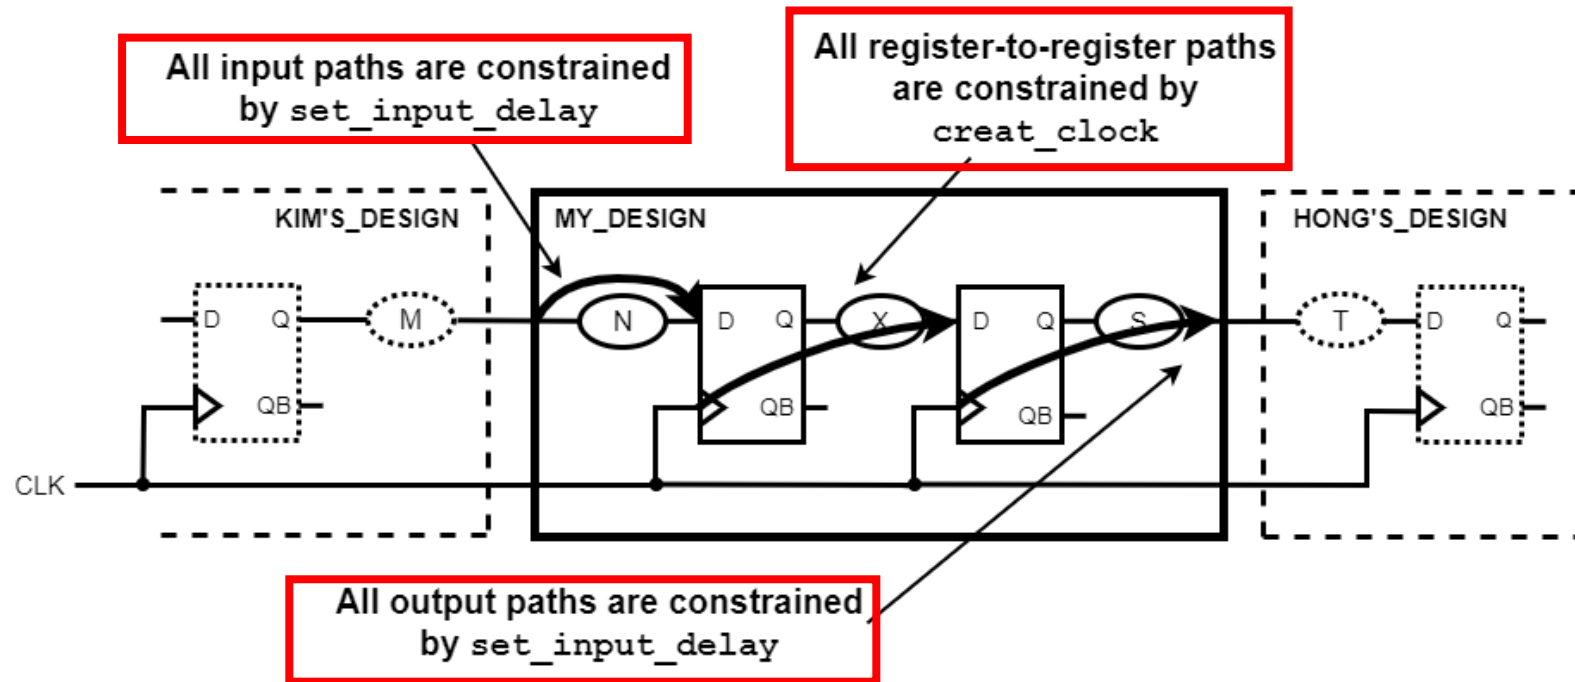 All input paths are constrained
by set_input_delay
All register-to-register paths
are constrained by
creat_clock
KIM'S_DESIGN
MY_DESIGN
HONG'S_DESIGN
D
Q
M
N
D
Q
X
D
Q
S
T
D
Q
QB
QB
QB
QB
CLK
All output paths are constrained
by set_input_delay